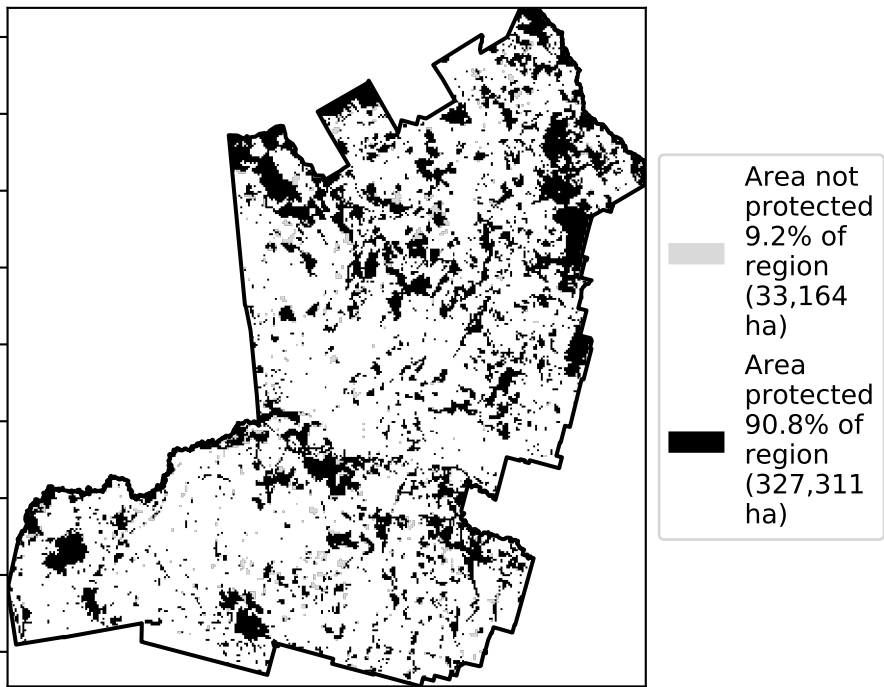 Area not
protected
9.2% of
region
(33,164
ha)
Area
protected
90.8% of
region
(327,311
ha)